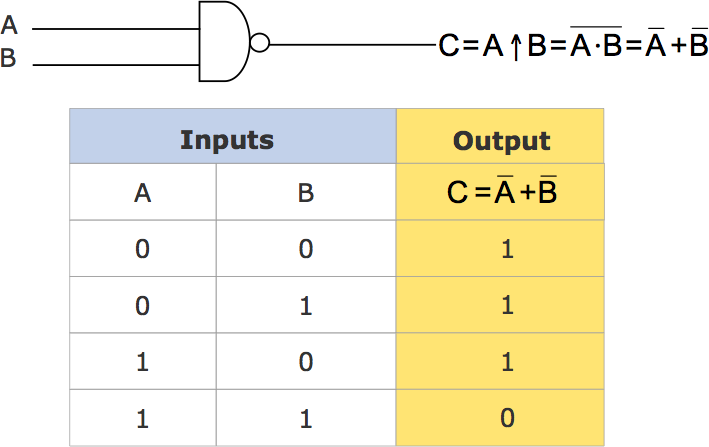 A
B
C=A↑B=A̅·̅B̅=A̅+B̅
Inputs Output
A B C=A̅+B̅
0 0 1
0 1 1
1 0 1
1 1 0